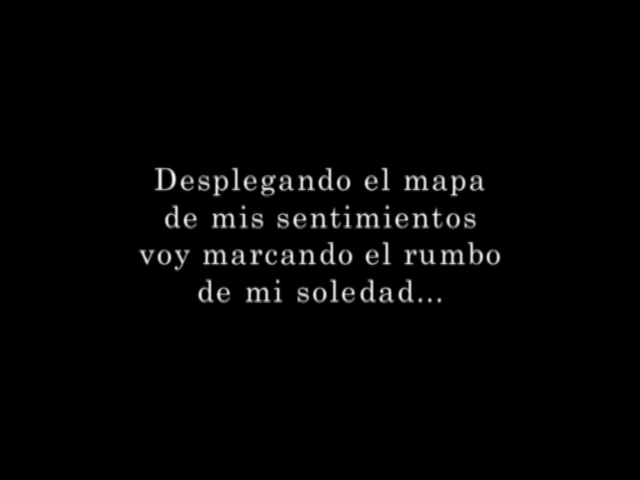 Desplegando el mapa
de mis sentimientos
voy marcando el rumbo
de mi soledad...